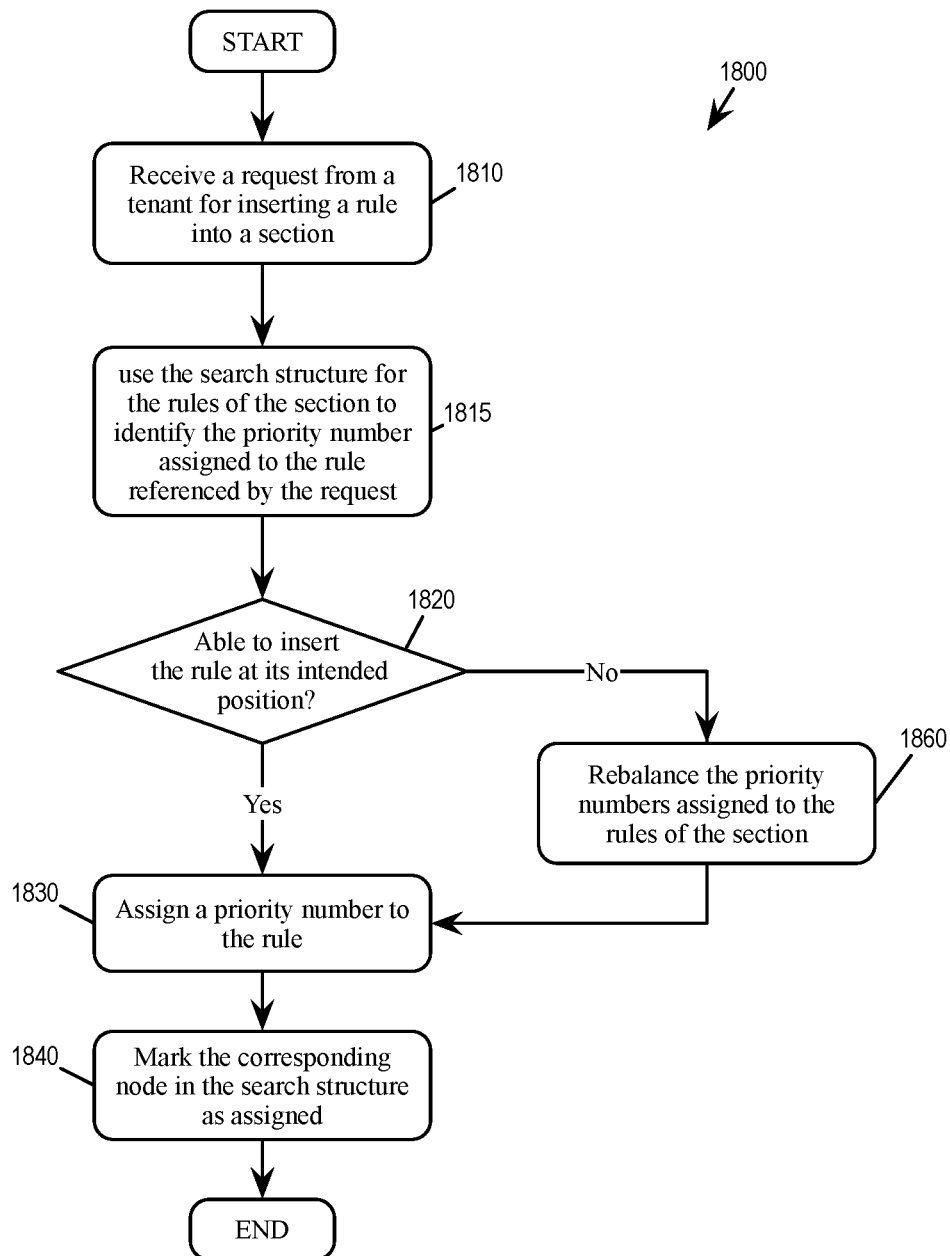 START
1800
Receive a request from a
tenant for inserting a rule
into a section
1810
use the search structure for
the rules of the section to
identify the priority number
assigned to the rule
referenced by the request
1815
1820
Able to insert
the rule at its intended
position?
No
Yes
1860
Rebalance the priority
numbers assigned to the
rules of the section
1830
Assign a priority number to
the rule
1840
Mark the corresponding
node in the search structure
as assigned
END